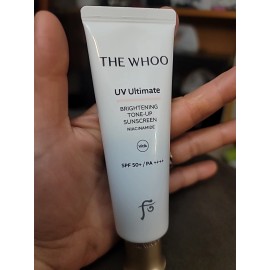 THE WHOO
UV Ultimate
BRIGHTENING
TONE-UP
SUNSCREEN
NIACINAMIDE
SPF 50+ / PA ++++